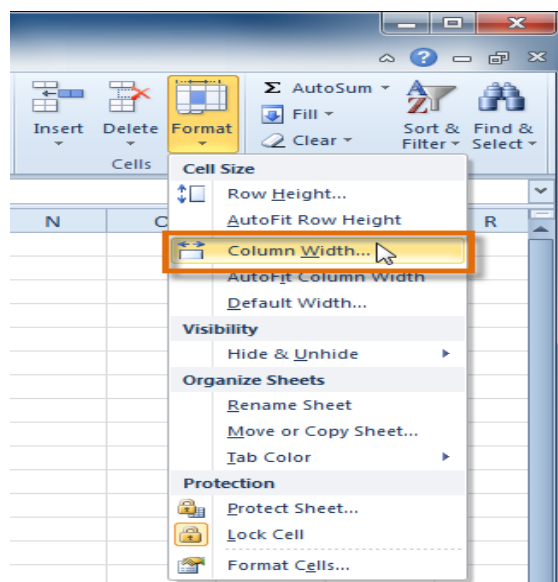 Σ AutoSum
Insert Delete Format
Fill
Clear
Sort & Filter
Find & Select
Cells
Cell Size
Row Height...
AutoFit Row Height
N
R
Column Width...
AutoFit Column Width
Default Width...
Visibility
Hide & Unhide
Organize Sheets
Rename Sheet
Move or Copy Sheet...
Tab Color
Protection
Protect Sheet...
Lock Cell
Format Cells...